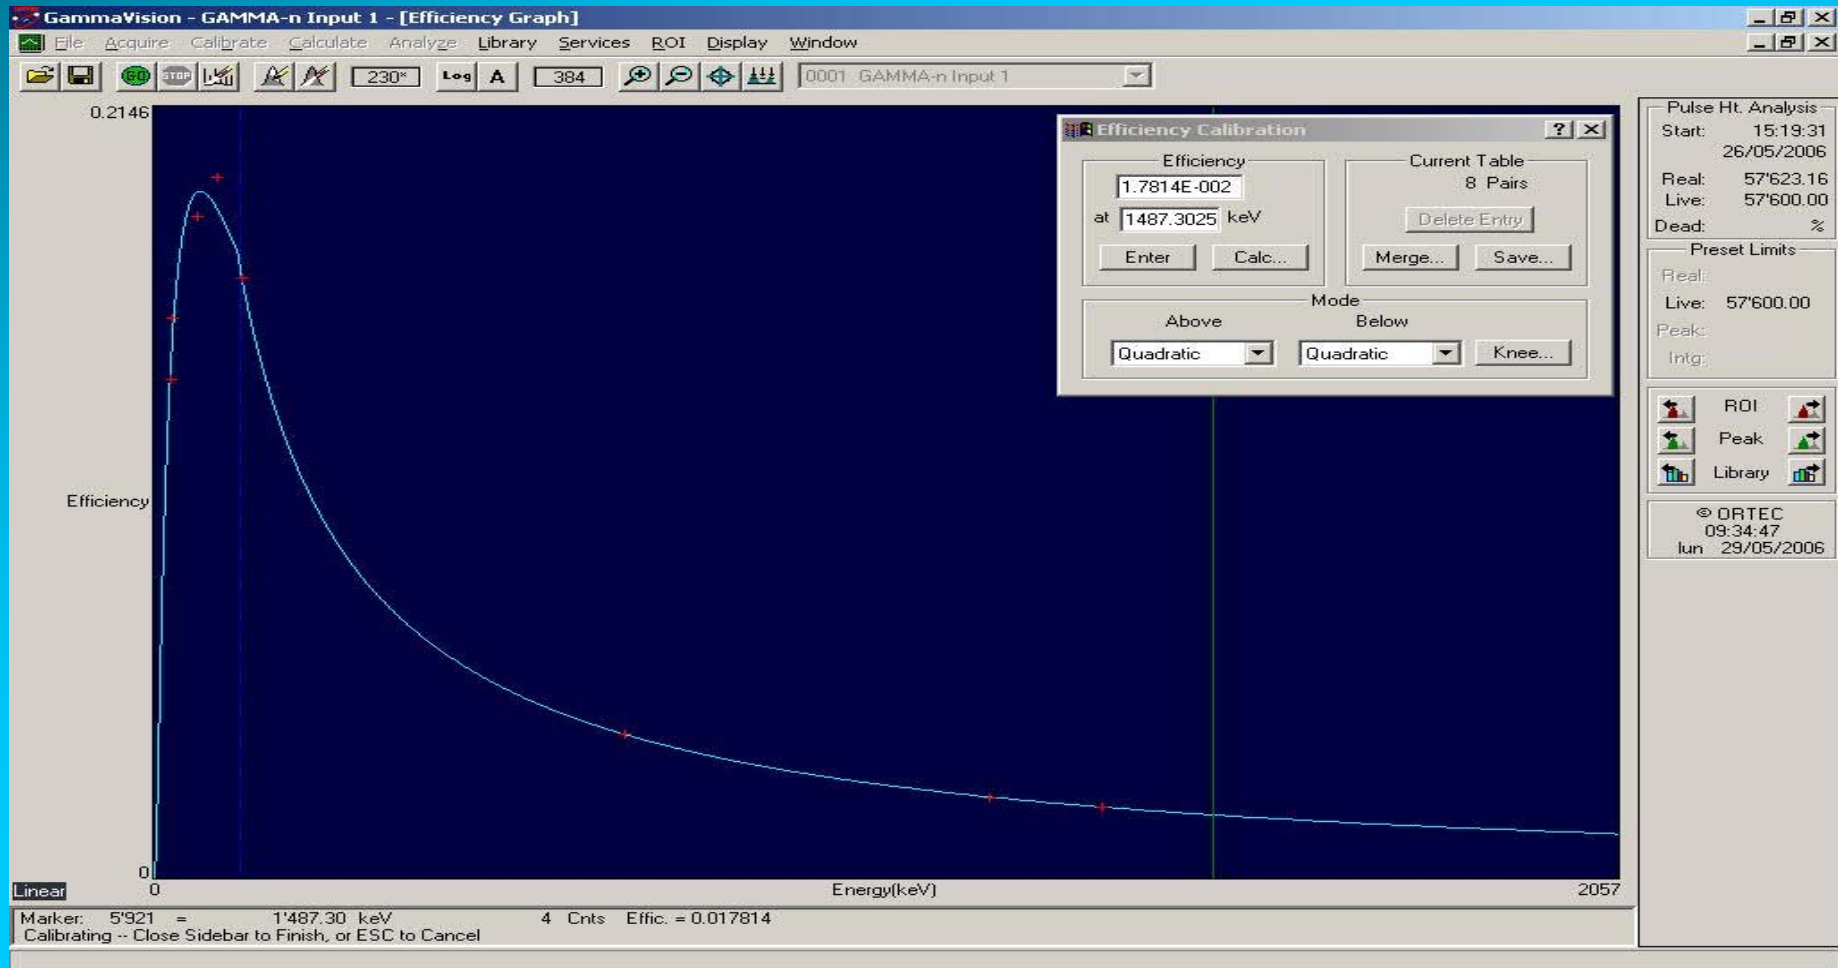 GammaVision - GAMMA-n Input 1 - [Efficiency Graph]
File Acquire Calibrate Calculate Analyze Library Services ROI Display Window
GO STOP 230* Log A 384 0001 GAMMA-n Input 1
0.2146
Efficiency
0
Linear
0 Energy(keV) 2057
Efficiency Calibration
Efficiency
1.7814E-002
at 1487.3025 keV
Enter Calc...
Current Table
8 Pairs
Delete Entry
Merge... Save...
Mode
Above Below
Quadratic Quadratic Knee...
Pulse Ht. Analysis
Start: 15:19:31
26/05/2006
Real: 57'623.16
Live: 57'600.00
Dead: %
Preset Limits
Real:
Live: 57'600.00
Peak:
Intg:
ROI
Peak
Library
© ORTEC
09:34:47
lun 29/05/2006
Marker: 5'921 = 1'487.30 keV 4 Cnts Effic. = 0.017814
Calibrating -- Close Sidebar to Finish, or ESC to Cancel